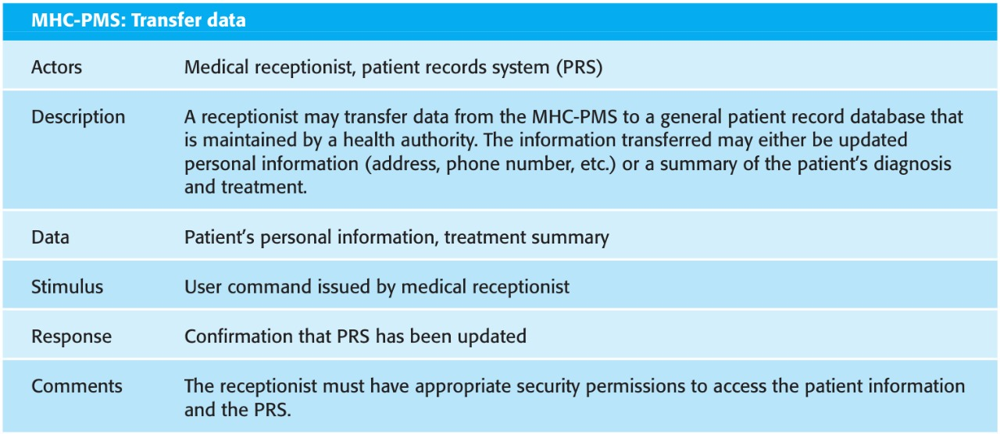 MHC-PMS: Transfer data
Actors Medical receptionist, patient records system (PRS)
Description A receptionist may transfer data from the MHC-PMS to a general patient record database that
is maintained by a health authority. The information transferred may either be updated
personal information (address, phone number, etc.) or a summary of the patient’s diagnosis
and treatment.
Data Patient’s personal information, treatment summary
Stimulus User command issued by medical receptionist
Response Confirmation that PRS has been updated
Comments The receptionist must have appropriate security permissions to access the patient information
and the PRS.